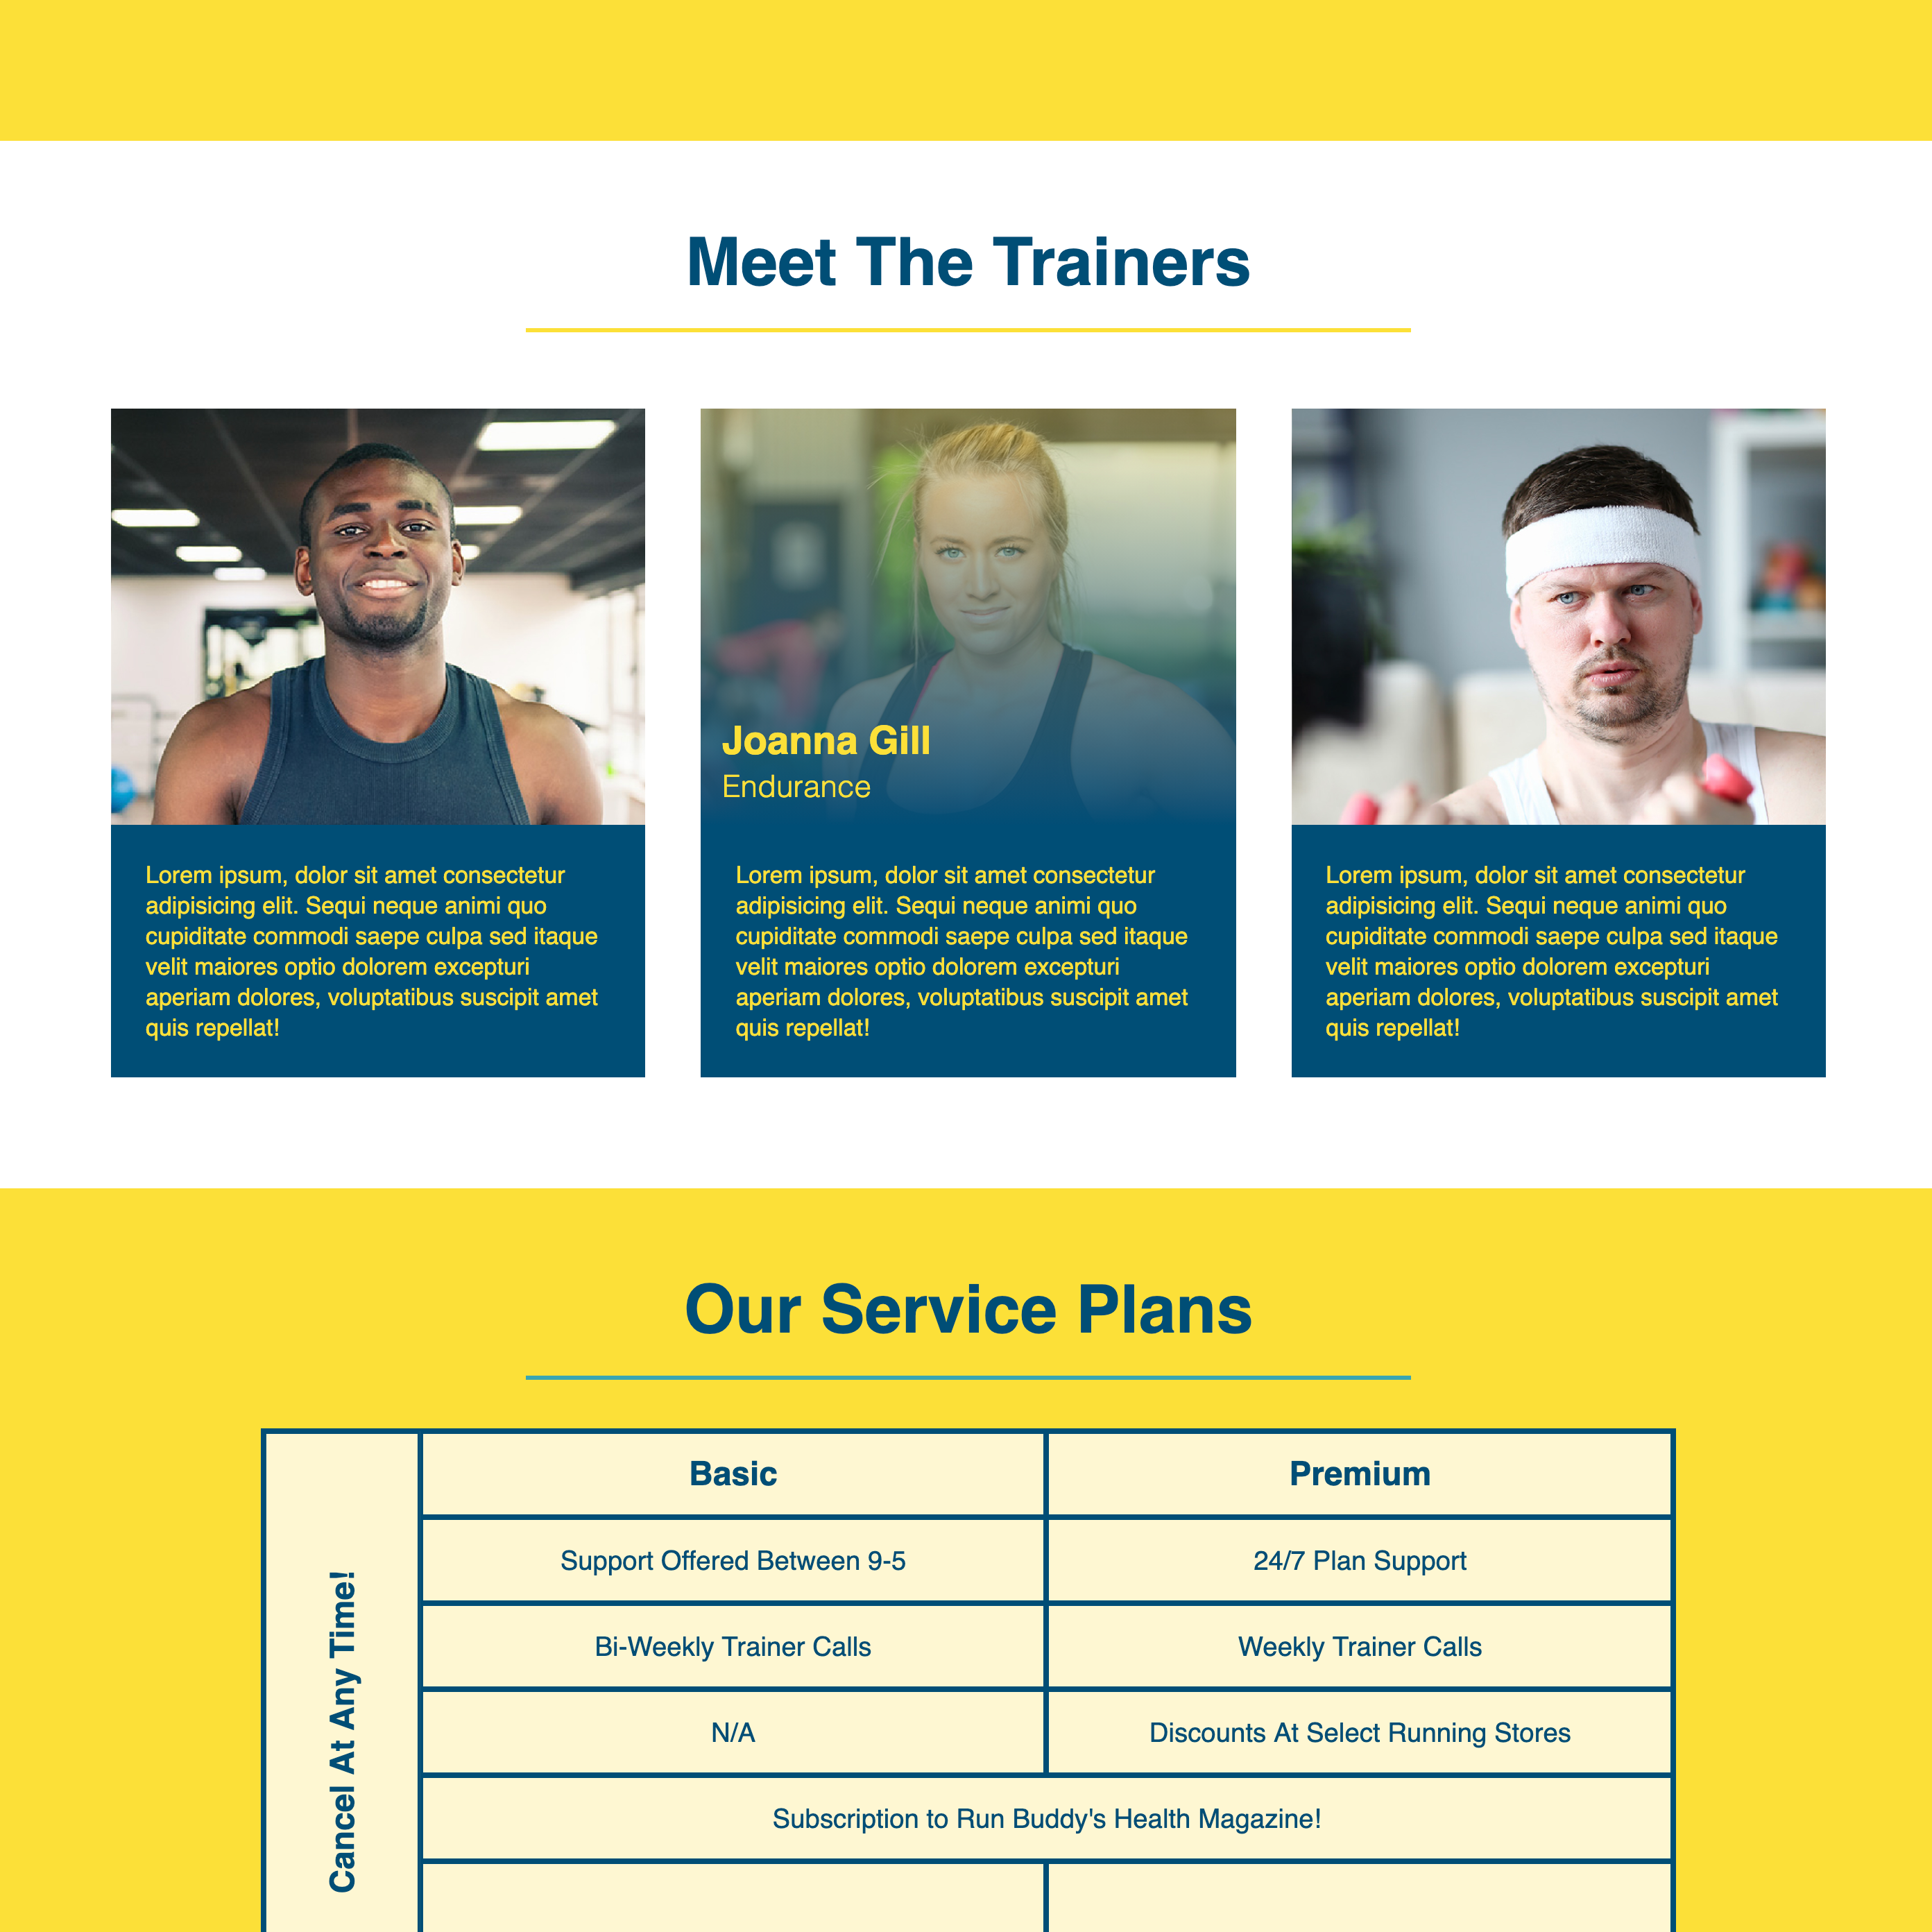 Meet The Trainers
Joanna Gill
Endurance
Lorem ipsum, dolor sit amet consectetur
adipisicing elit. Sequi neque animi quo
cupiditate commodi saepe culpa sed itaque
velit maiores optio dolorem excepturi
aperiam dolores, voluptatibus suscipit amet
quis repellat!
Lorem ipsum, dolor sit amet consectetur
adipisicing elit. Sequi neque animi quo
cupiditate commodi saepe culpa sed itaque
velit maiores optio dolorem excepturi
aperiam dolores, voluptatibus suscipit amet
quis repellat!
Lorem ipsum, dolor sit amet consectetur
adipisicing elit. Sequi neque animi quo
cupiditate commodi saepe culpa sed itaque
velit maiores optio dolorem excepturi
aperiam dolores, voluptatibus suscipit amet
quis repellat!
Our Service Plans
Cancel At Any Time!
Basic
Premium
Support Offered Between 9-5
24/7 Plan Support
Bi-Weekly Trainer Calls
Weekly Trainer Calls
N/A
Discounts At Select Running Stores
Subscription to Run Buddy's Health Magazine!